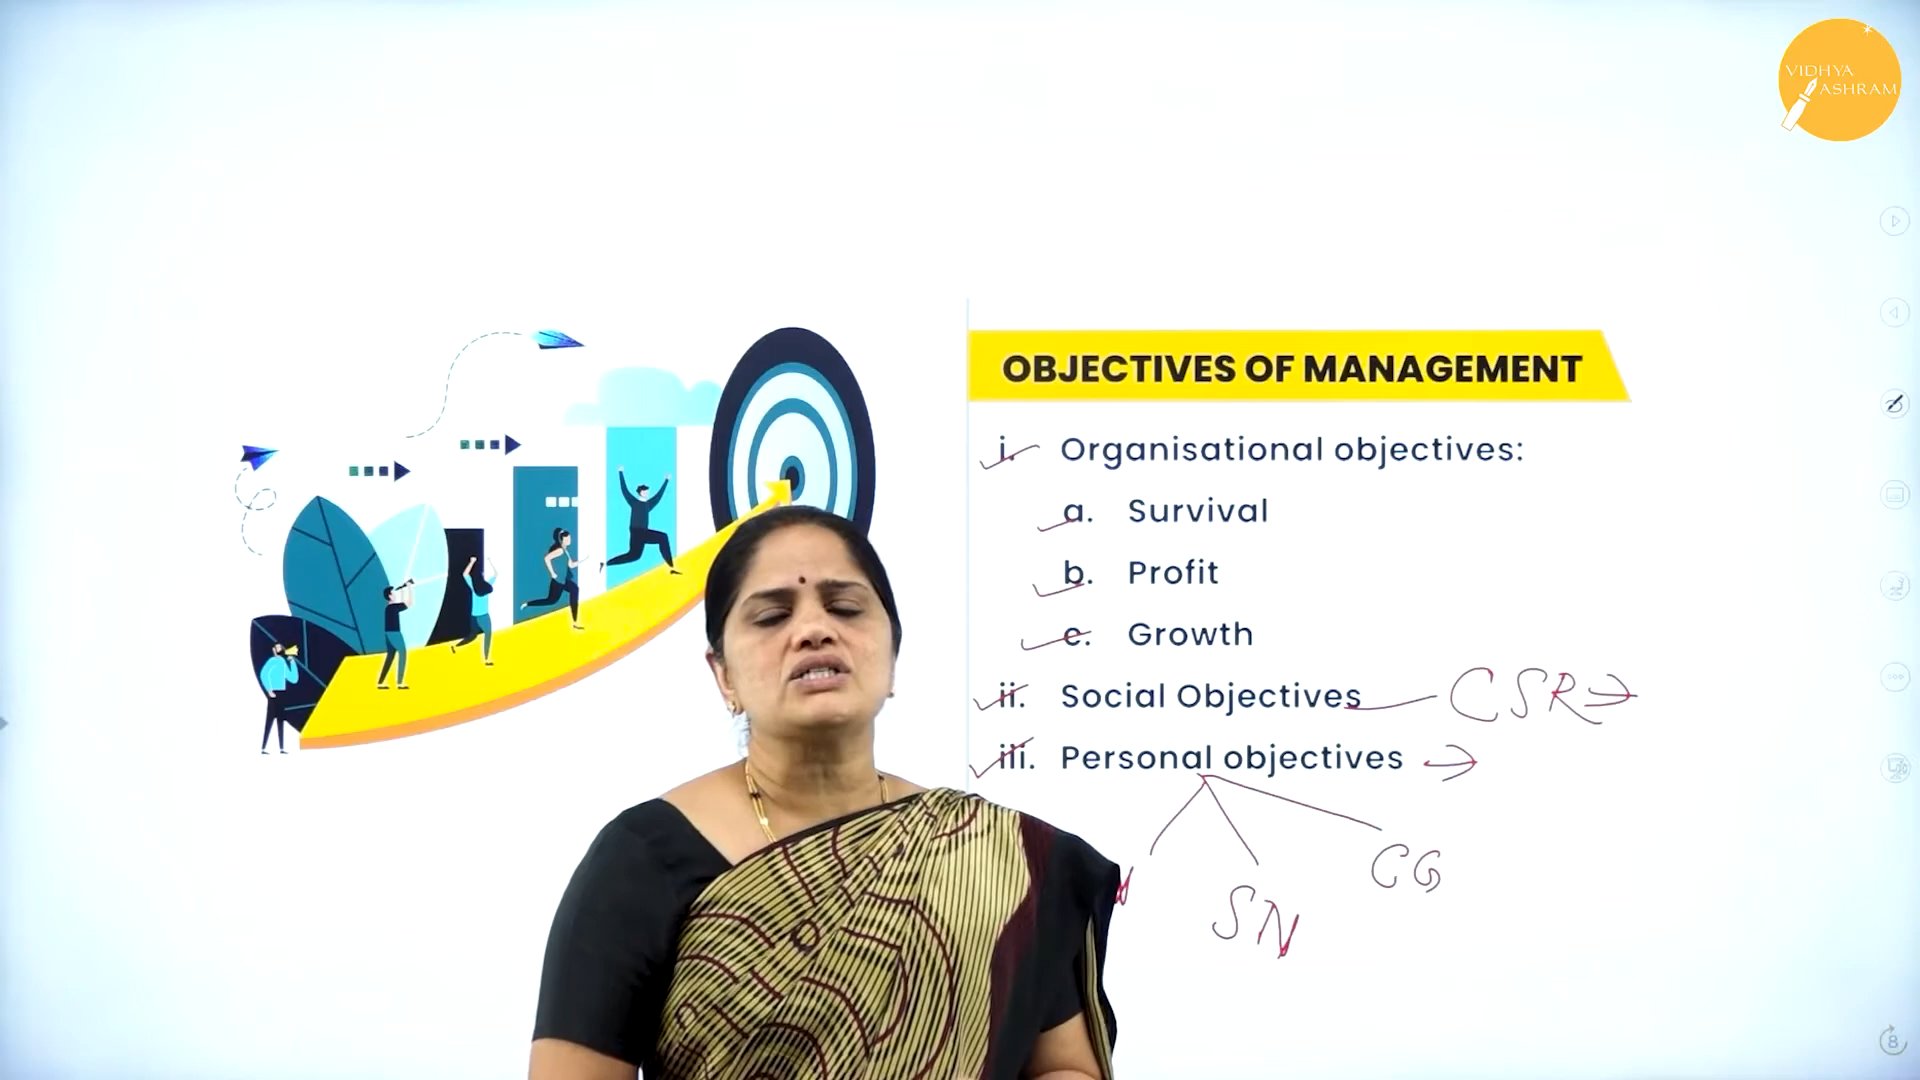 VIDHYA
ASHRAM
OBJECTIVES OF MANAGEMENT
i. Organisational objectives:
a. Survival
b. Profit
c. Growth
ii. Social Objectives CSR
iii. Personal objectives
SN
CG
8